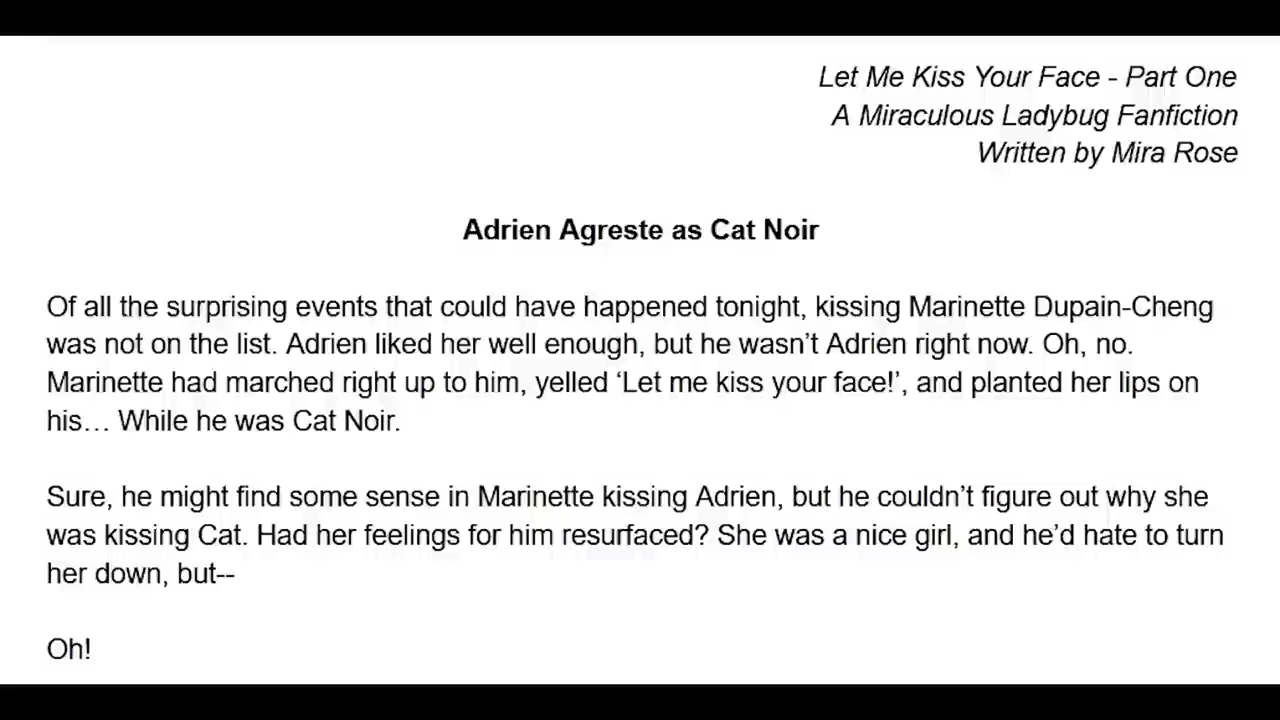 Let Me Kiss Your Face - Part One
A Miraculous Ladybug Fanfiction
Written by Mira Rose
Adrien Agreste as Cat Noir
Of all the surprising events that could have happened tonight, kissing Marinette Dupain-Cheng
was not on the list. Adrien liked her well enough, but he wasn’t Adrien right now. Oh, no.
Marinette had marched right up to him, yelled ‘Let me kiss your face!’, and planted her lips on
his… While he was Cat Noir.
Sure, he might find some sense in Marinette kissing Adrien, but he couldn’t figure out why she
was kissing Cat. Had her feelings for him resurfaced? She was a nice girl, and he’d hate to turn
her down, but--
Oh!